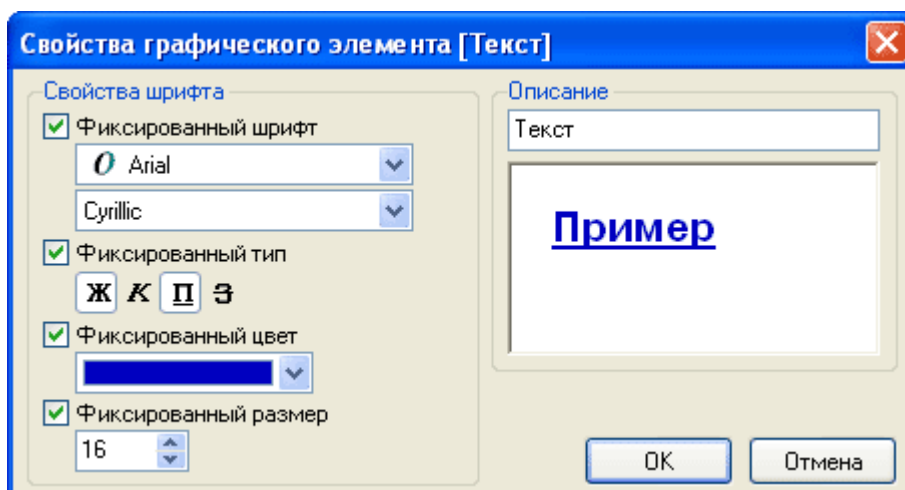 Свойства графического элемента [Текст]
Свойства шрифта
Фиксированный шрифт
O Arial
Cyrillic
Фиксированный тип
Ж К П З
Фиксированный цвет
Фиксированный размер
16
Описание
Текст
Пример
OK
Отмена